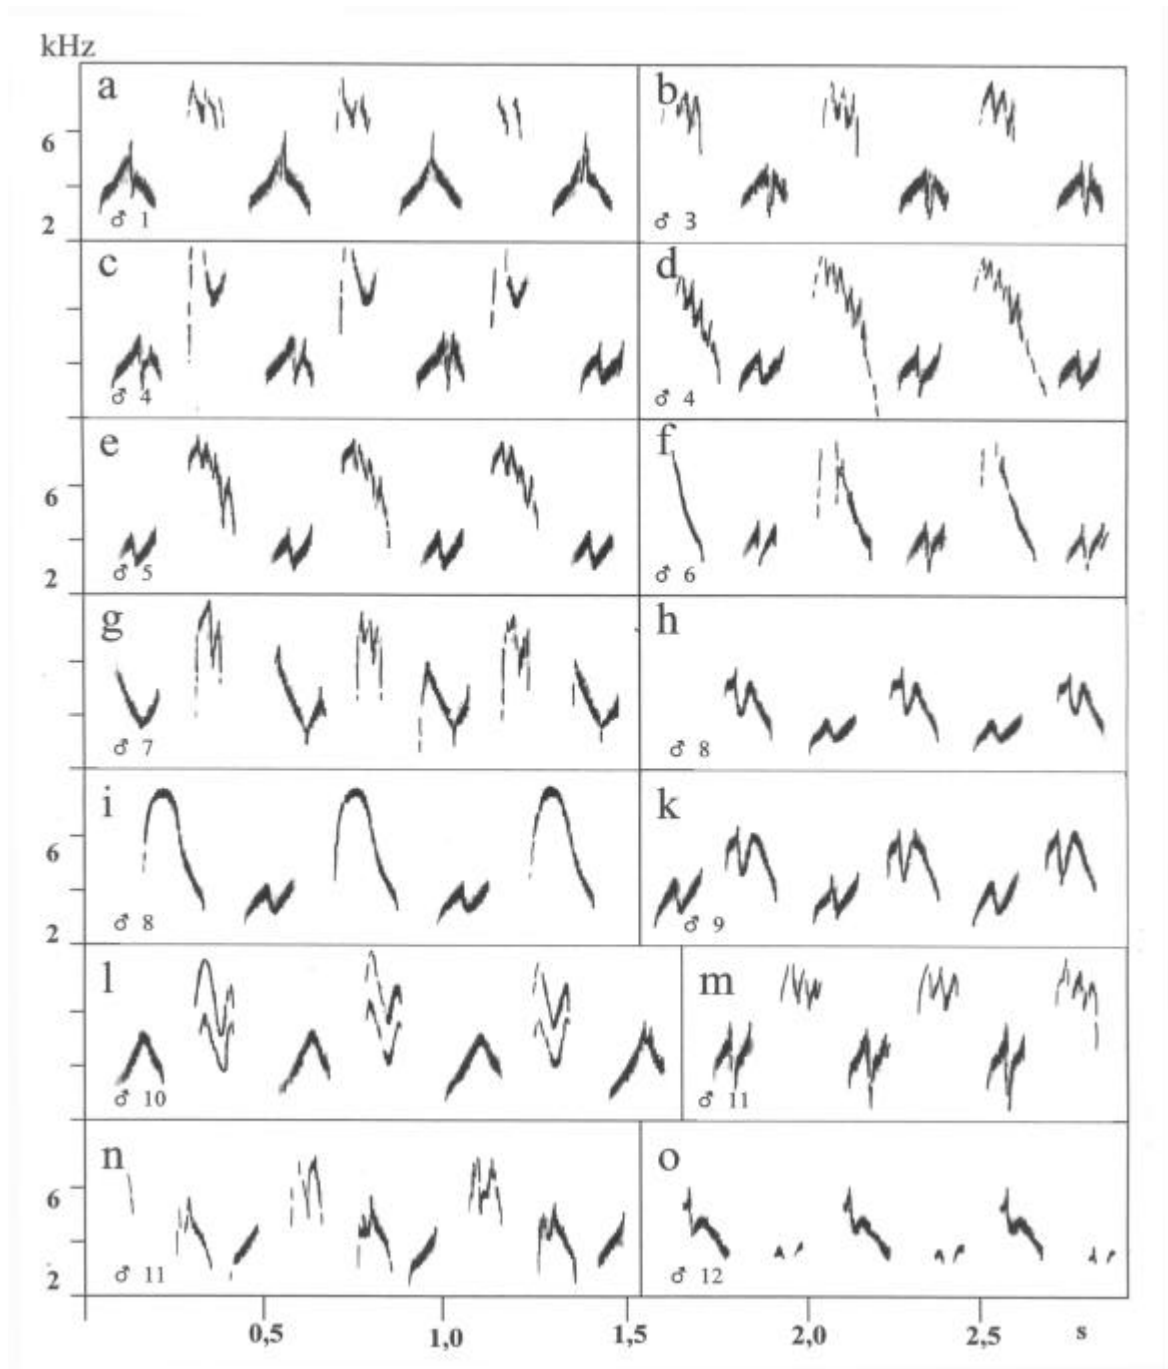 kHz
a b
6
2 ♂ 1 ♂ 3
c d
♂ 4 ♂ 4
e f
6
2 ♂ 5 ♂ 6
g h
♂ 7 ♂ 8
i k
6
2 ♂ 8 ♂ 9
l m
♂ 10 ♂ 11
n o
6
2 ♂ 11 ♂ 12
0,5 1,0 1,5 2,0 2,5 s